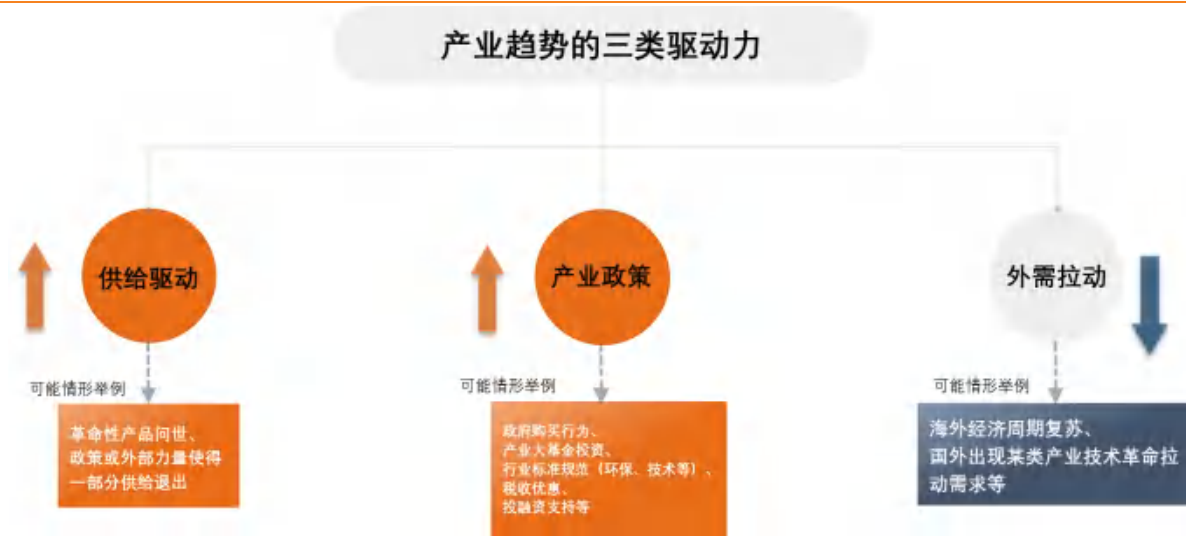 产业趋势的三类驱动力
供给驱动
产业政策
外需拉动
可能情形举例
革命性产品问世、
政策或外部力量使得
一部分供给退出
可能情形举例
政府购买行为、
产业大基金投资、
行业标准规范（环保、技术等）、
税收优惠、
投融资支持等
可能情形举例
海外经济周期复苏、
国外出现某类产业技术革命拉
动需求等